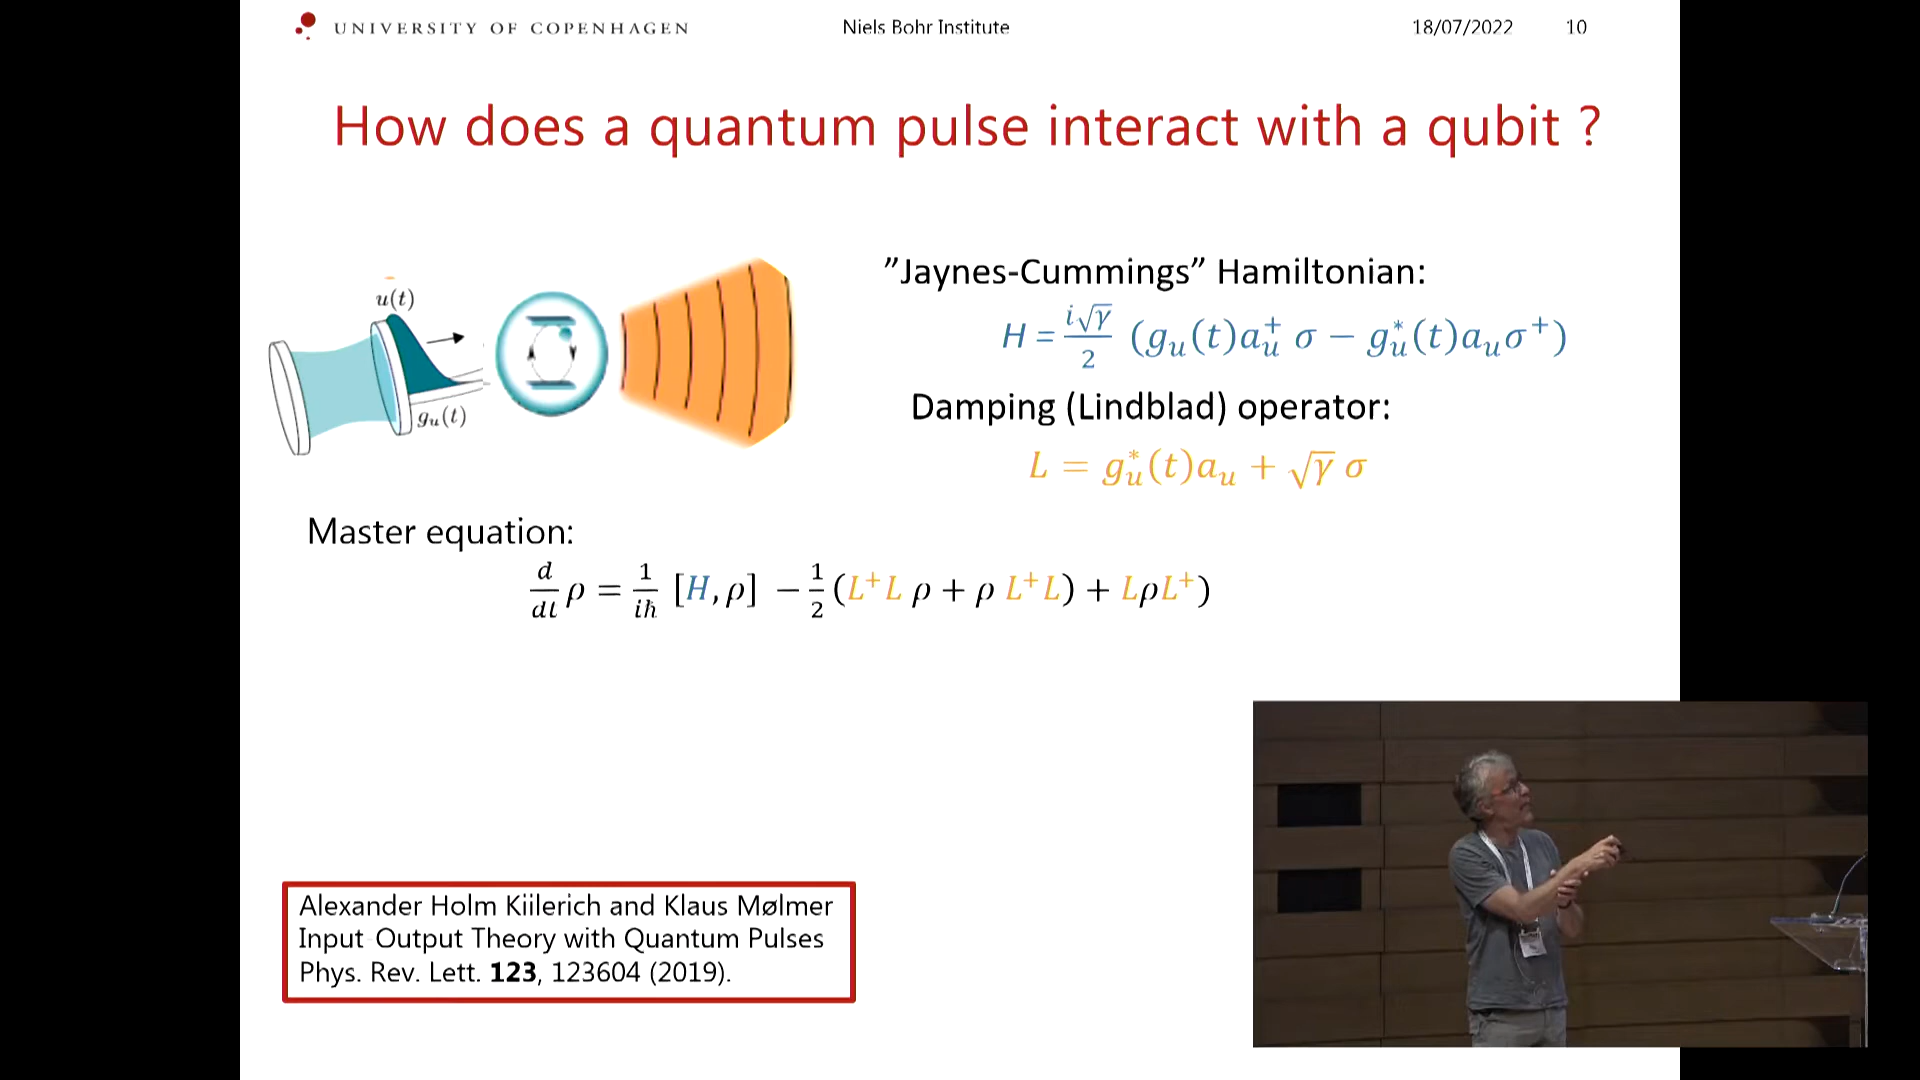 UNIVERSITY OF COPENHAGEN
Niels Bohr Institute
18/07/2022
10
How does a quantum pulse interact with a qubit ?
"Jaynes-Cummings" Hamiltonian:
H = i√γ/2 (g_u(t)a_u^+ σ − g_u^*(t)a_uσ^+)
u(t)
g_u(t)
Damping (Lindblad) operator:
L = g_u^*(t)a_u + √γ σ
Master equation:
d/dt ρ = 1/iħ [H,ρ] − 1/2 (L^+L ρ + ρ L^+L) + LρL^+)
Alexander Holm Kiilerich and Klaus Mølmer
Input-Output Theory with Quantum Pulses
Phys. Rev. Lett. 123, 123604 (2019).